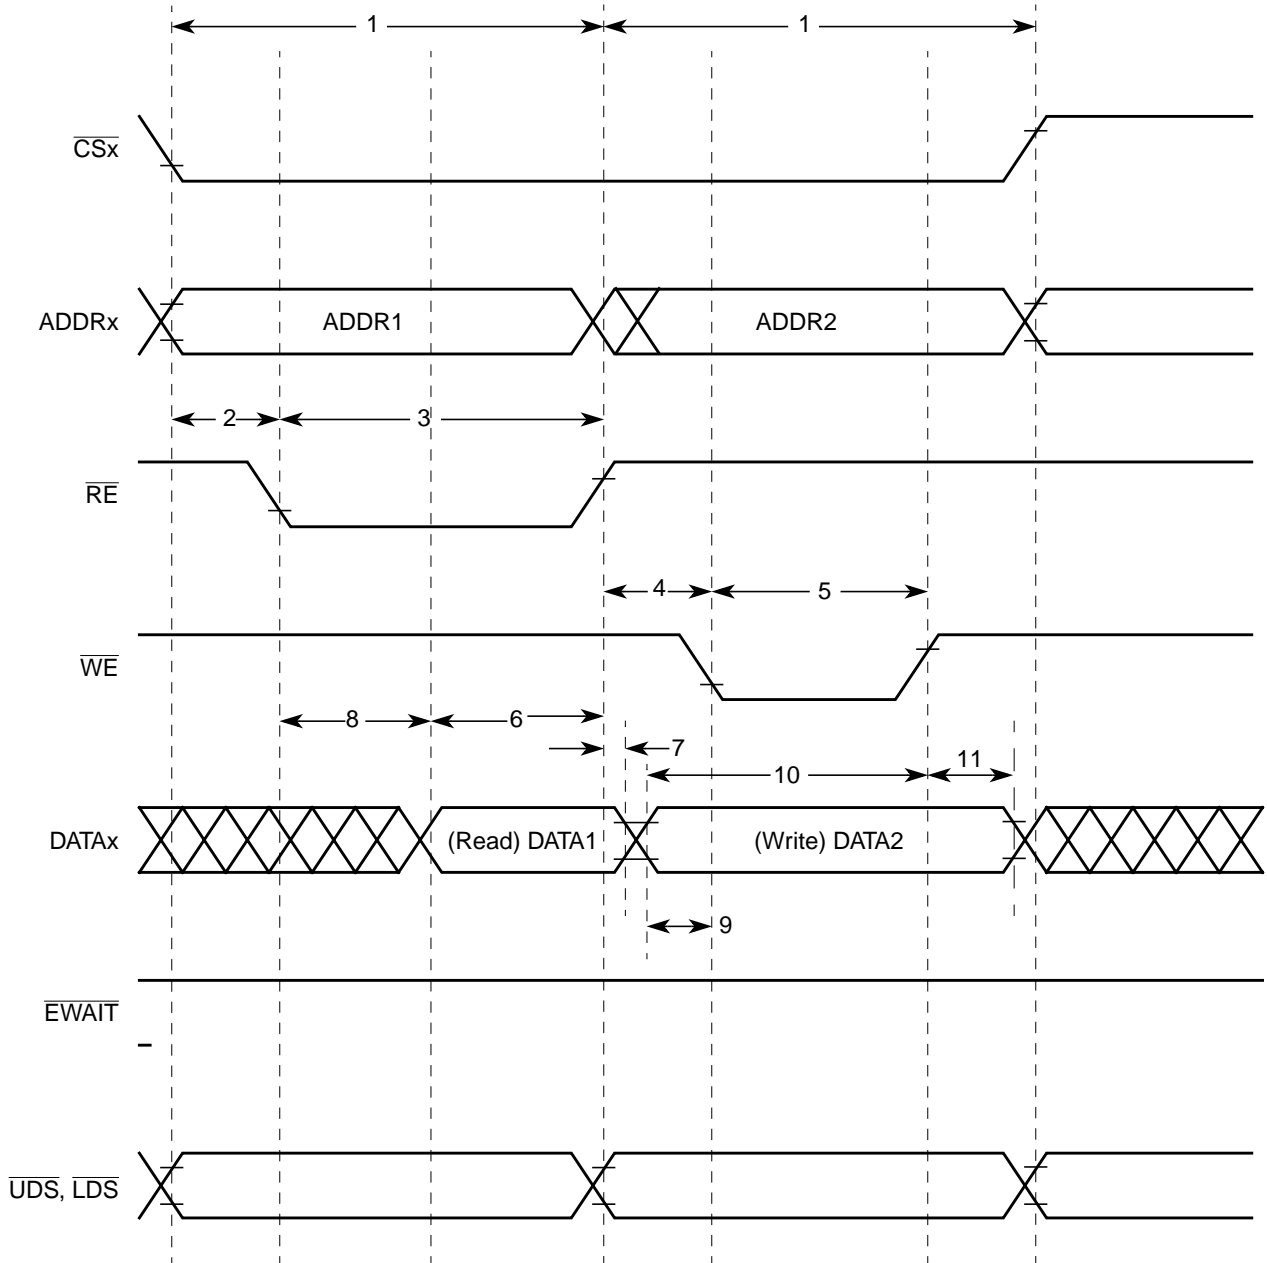 1 1
CSx
ADDRx ADDR1 ADDR2
2 3
RE
4 5
WE
8 6
7
10 11
DATAx (Read) DATA1 (Write) DATA2
9
EWAIT
UDS, LDS